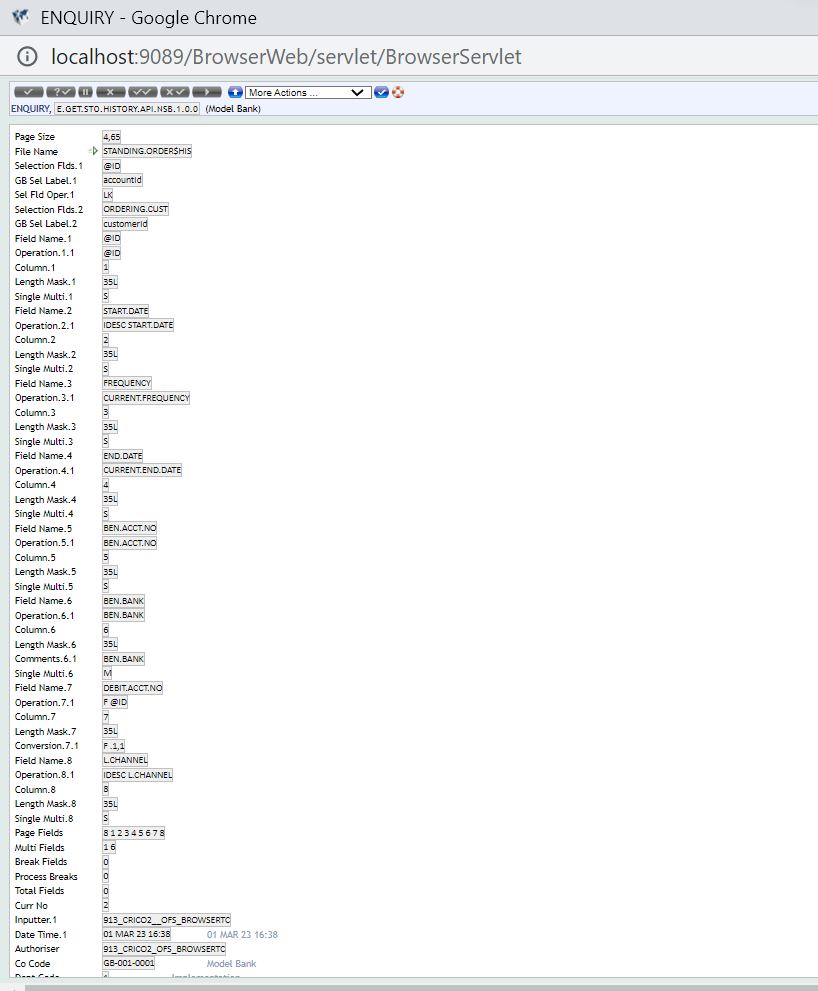 ENQUIRY - Google Chrome
localhost:9089/BrowserWeb/servlet/BrowserServlet
More Actions ...
ENQUIRY, E.GET.STO.HISTORY.API.NSB.1.0.0 (Model Bank)
Page Size 4,65
File Name STANDING.ORDER$HIS
Selection Flds.1 @ID
GB Sel Label.1 accountId
Sel Fld Oper.1 LK
Selection Flds.2 ORDERING.CUST
GB Sel Label.2 customerId
Field Name.1 @ID
Operation.1.1 @ID
Column.1 1
Length Mask.1 35L
Single Multi.1 S
Field Name.2 START.DATE
Operation.2.1 IDESC START.DATE
Column.2 2
Length Mask.2 35L
Single Multi.2 S
Field Name.3 FREQUENCY
Operation.3.1 CURRENT.FREQUENCY
Column.3 3
Length Mask.3 35L
Single Multi.3 S
Field Name.4 END.DATE
Operation.4.1 CURRENT.END.DATE
Column.4 4
Length Mask.4 35L
Single Multi.4 S
Field Name.5 BEN.ACCT.NO
Operation.5.1 BEN.ACCT.NO
Column.5 5
Length Mask.5 35L
Single Multi.5 S
Field Name.6 BEN.BANK
Operation.6.1 BEN.BANK
Column.6 6
Length Mask.6 35L
Comments.6.1 BEN.BANK
Single Multi.6 M
Field Name.7 DEBIT.ACCT.NO
Operation.7.1 F @ID
Column.7 7
Length Mask.7 35L
Conversion.7.1 F .1,1
Field Name.8 L.CHANNEL
Operation.8.1 IDESC L.CHANNEL
Column.8 8
Length Mask.8 35L
Single Multi.8 S
Page Fields 8 1 2 3 4 5 6 7 8
Multi Fields 1 6
Break Fields 0
Process Breaks 0
Total Fields 0
Curr No 2
Inputter.1 913_CRICO2__OFS_BROWSERTC
Date Time.1 01 MAR 23 16:38 01 MAR 23 16:38
Authoriser 913_CRICO2_OFS_BROWSERTC
Co Code GB-001-0001 Model Bank
Dept Code 1 Implementation